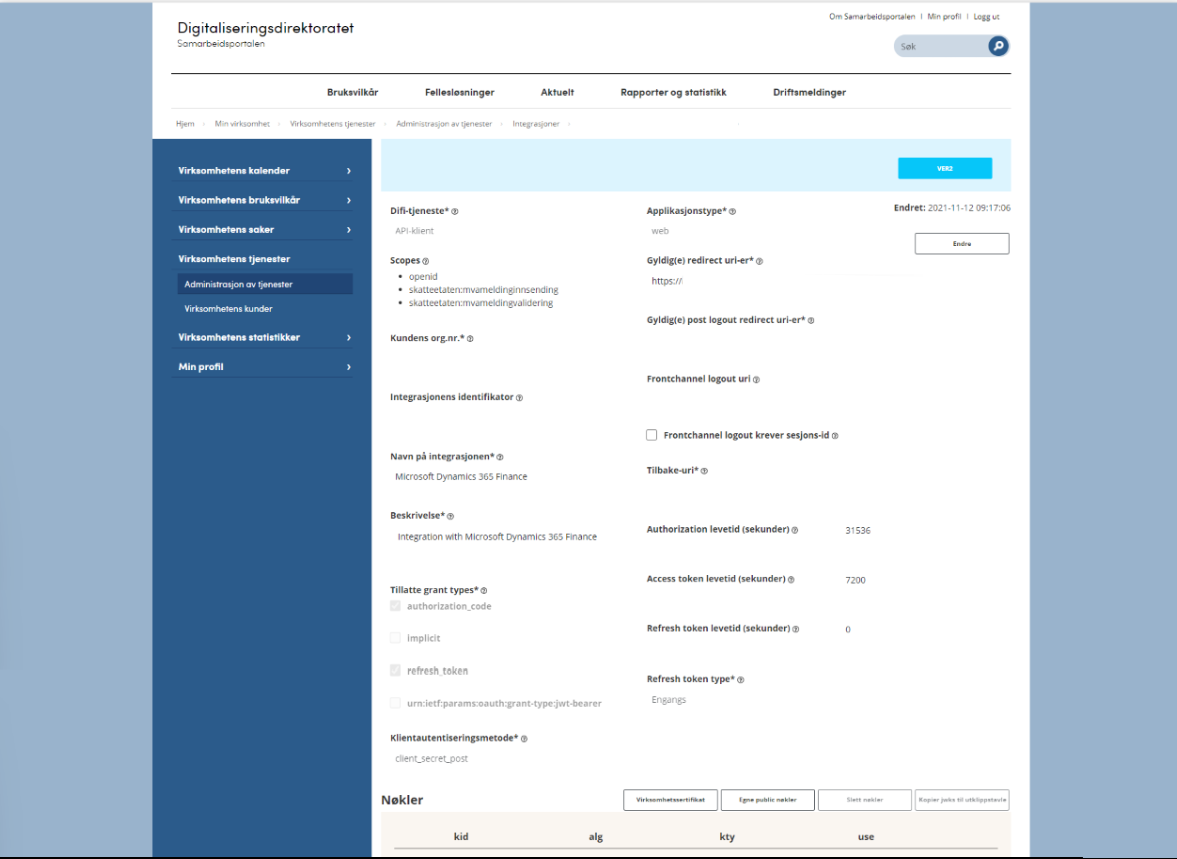 Om Samarbeidsportalen | Min profil | Logg ut
Digitaliseringsdirektoratet
Samarbeidsportalen
Søk
Bruksvilkår Fellesløsninger Aktuelt Rapporter og statistikk Driftsmeldinger
Hjem Min virksomhet Virksomhetens tjenester Administrasjon av tjenester Integrasjoner
Virksomhetens kalender
Virksomhetens bruksvilkår
Virksomhetens saker
Virksomhetens tjenester
Administrasjon av tjenester
Virksomhetens kunder
Virksomhetens statistikker
Min profil
VER2
Endret: 2021-11-12 09:17:06
Endre
Difi-tjeneste*
API-klient
Scopes
• openid
• skatteetaten:mvameldinginnsending
• skatteetaten:mvameldingvalidering
Kundens org.nr.*
Integrasjonens identifikator
Navn på integrasjonen*
Microsoft Dynamics 365 Finance
Beskrivelse*
Integration with Microsoft Dynamics 365 Finance
Tillatte grant types*
authorization_code
implicit
refresh_token
urn:ietf:params:oauth:grant-type:jwt-bearer
Klientautentiseringsmetode*
client_secret_post
Applikasjonstype*
web
Gyldig(e) redirect uri-er*
https://
Gyldig(e) post logout redirect uri-er*
Frontchannel logout uri
Frontchannel logout krever sesjons-id
Tilbake-uri*
Authorization levetid (sekunder) 31536
Access token levetid (sekunder) 7200
Refresh token levetid (sekunder) 0
Refresh token type*
Engangs
Nøkler
Virksomhetssertifikat Egne public nøkler Slett nøkler Kopier jwks til utklippstavle
kid alg kty use